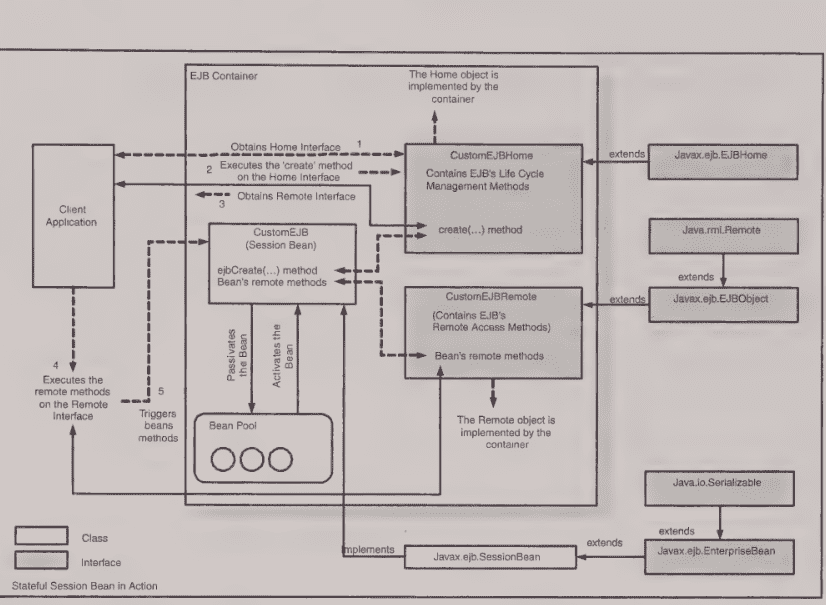 EJB Container
The Home object is
implemented by the
container
Obtains Home Interface
1
2
Executes the 'create' method
on the Home Interface
3
Obtains Remote Interface
Client
Application
CustomEJBHome
Contains EJB's Life Cycle
Management Methods
create(...) method
extends
Javax.ejb.EJBHome
Java.rmi.Remote
extends
extends
Javax.ejb.EJBObject
CustomEJB
(Session Bean)
ejbCreate(...) method
Bean's remote methods
CustomEJBRemote
(Contains EJB's
Remote Access Methods)
Bean's remote methods
Passivates
the Bean
Activates the
Bean
4
Executes the
remote methods
on the Remote
Interface
5
Triggers
beans
methods
Bean Pool
The Remote object is
implemented by the
container
Java.io.Serializable
extends
Class
Interface
Implements
Javax.ejb.SessionBean
extends
Javax.ejb.EnterpriseBean
Stateful Session Bean in Action